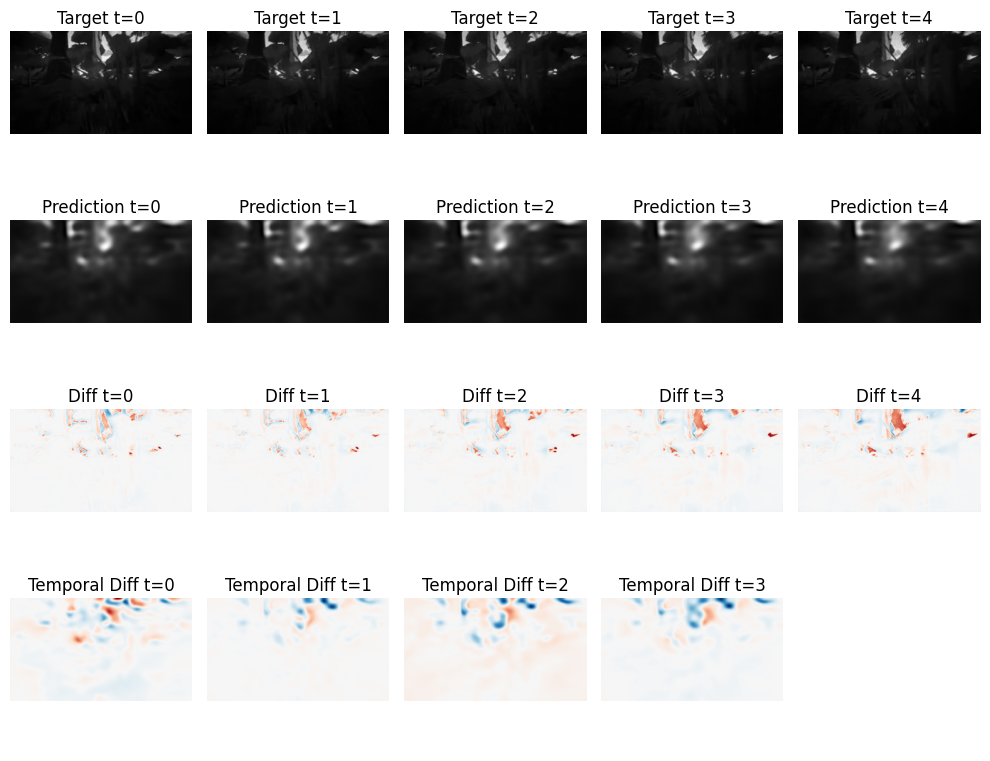 Target t=0 Target t=1 Target t=2 Target t=3 Target t=4
Prediction t=0 Prediction t=1 Prediction t=2 Prediction t=3 Prediction t=4
Diff t=0 Diff t=1 Diff t=2 Diff t=3 Diff t=4
Temporal Diff t=0 Temporal Diff t=1 Temporal Diff t=2 Temporal Diff t=3